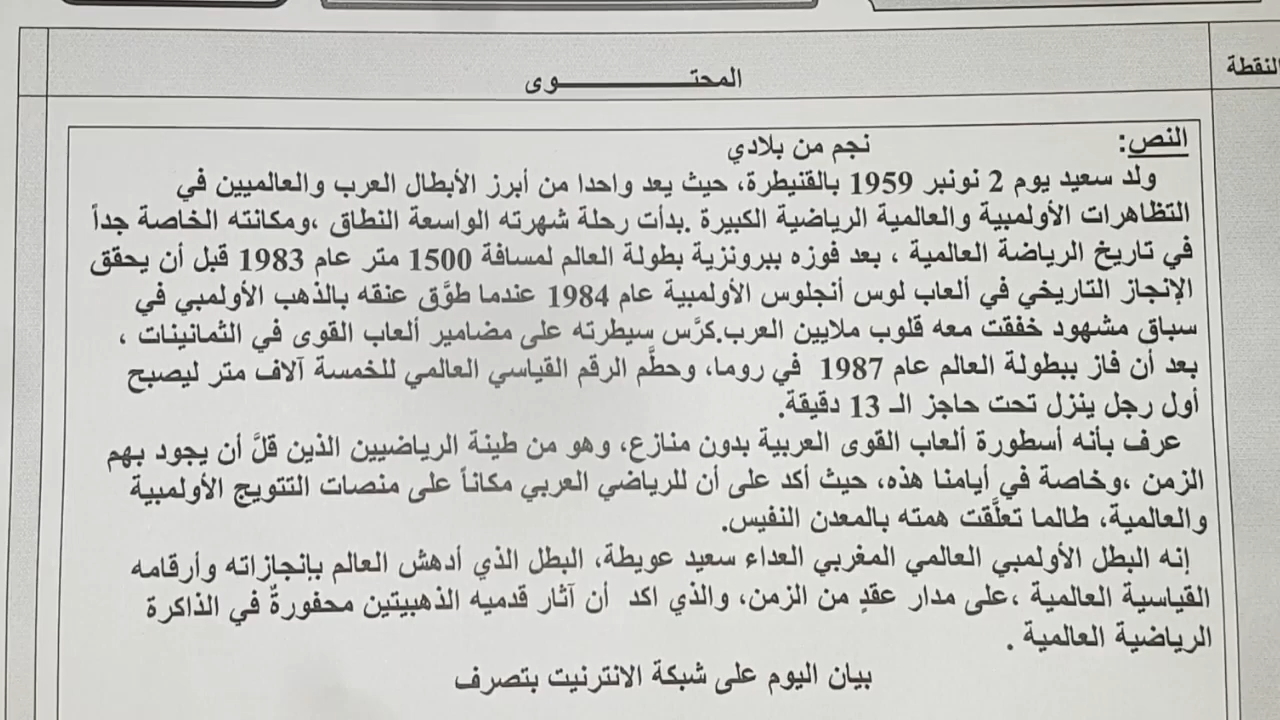 النقطة
المحتـــــــــــوى
النص: نجم من بلادي
ولد سعيد يوم 2 نونبر 1959 بالقنيطرة، حيث يعد واحدا من أبرز الأبطال العرب والعالميين في
التظاهرات الأولمبية والعالمية الرياضية الكبيرة .بدأت رحلة شهرته الواسعة النطاق ،ومكانته الخاصة جداً
في تاريخ الرياضة العالمية ، بعد فوزه ببرونزية بطولة العالم لمسافة 1500 متر عام 1983 قبل أن يحقق
الإنجاز التاريخي في ألعاب لوس أنجلوس الأولمبية عام 1984 عندما طوَّق عنقه بالذهب الأولمبي في
سباق مشهود خفقت معه قلوب ملايين العرب.كرَّس سيطرته على مضامير ألعاب القوى في الثمانينات ،
بعد أن فاز ببطولة العالم عام 1987 في روما، وحطَّم الرقم القياسي العالمي للخمسة آلاف متر ليصبح
أول رجل ينزل تحت حاجز الـ 13 دقيقة.
عرف بأنه أسطورة ألعاب القوى العربية بدون منازع، وهو من طينة الرياضيين الذين قلَّ أن يجود بهم
الزمن ،وخاصة في أيامنا هذه، حيث أكد على أن للرياضي العربي مكاناً على منصات التتويج الأولمبية
والعالمية، طالما تعلَّقت همته بالمعدن النفيس.
إنه البطل الأولمبي العالمي المغربي العداء سعيد عويطة، البطل الذي أدهش العالم بإنجازاته وأرقامه
القياسية العالمية ،على مدار عقدٍ من الزمن، والذي اكد أن آثار قدميه الذهبيتين محفورةٌ في الذاكرة
الرياضية العالمية .
بيان اليوم على شبكة الانترنيت بتصرف